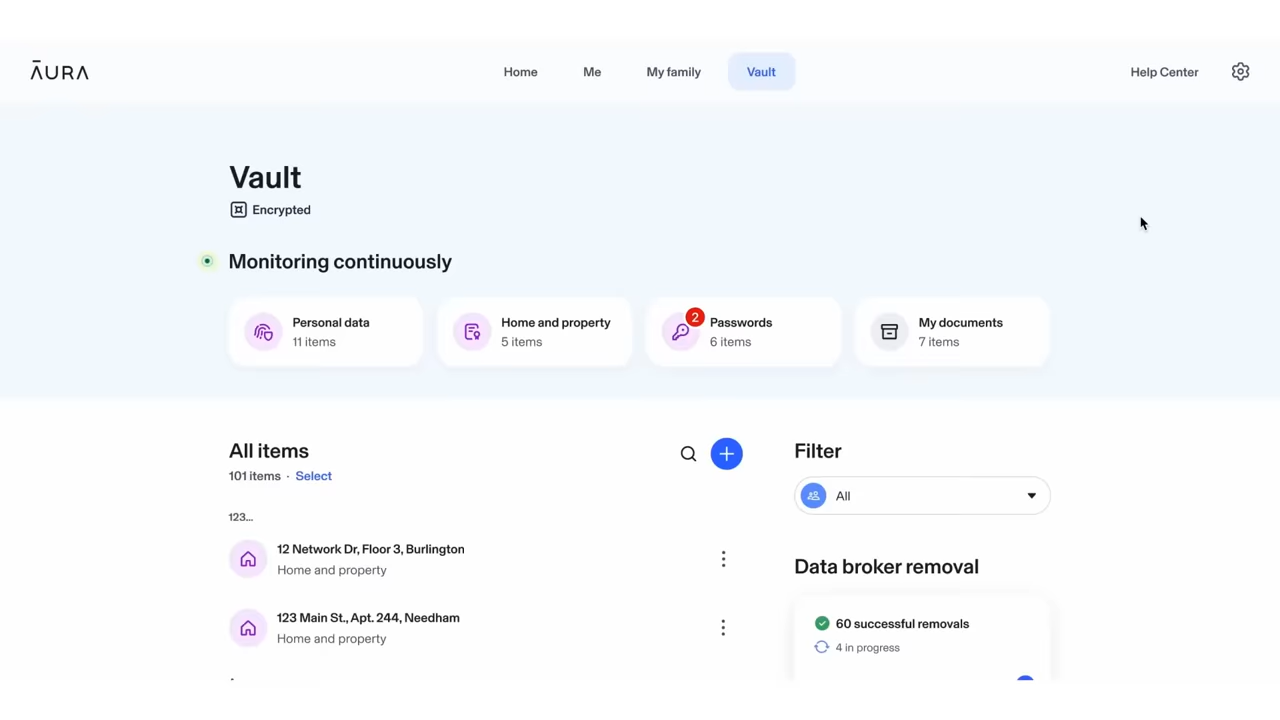 ĀURA
Home
Me
My family
Vault
Help Center
Vault
Encrypted
Monitoring continuously
Personal data
11 items
Home and property
5 items
2
Passwords
6 items
My documents
7 items
All items
101 items · Select
123...
12 Network Dr, Floor 3, Burlington
Home and property
123 Main St., Apt. 244, Needham
Home and property
Filter
All
Data broker removal
60 successful removals
4 in progress